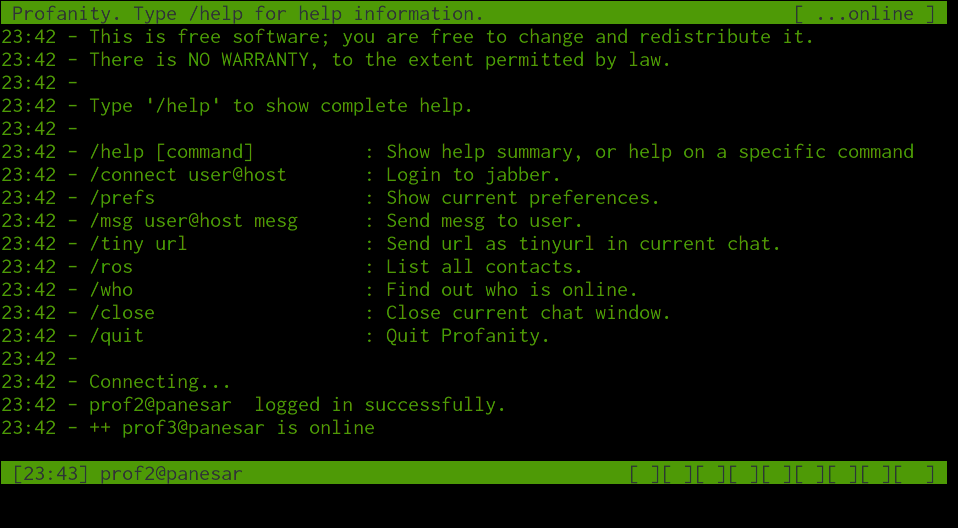 Profanity. Type /help for help information. [ ...online ]
23:42 - This is free software; you are free to change and redistribute it.
23:42 - There is NO WARRANTY, to the extent permitted by law.
23:42 -
23:42 - Type '/help' to show complete help.
23:42 -
23:42 - /help [command] : Show help summary, or help on a specific command
23:42 - /connect user@host : Login to jabber.
23:42 - /prefs : Show current preferences.
23:42 - /msg user@host mesg : Send mesg to user.
23:42 - /tiny url : Send url as tinyurl in current chat.
23:42 - /ros : List all contacts.
23:42 - /who : Find out who is online.
23:42 - /close : Close current chat window.
23:42 - /quit : Quit Profanity.
23:42 -
23:42 - Connecting...
23:42 - prof2@panesar  logged in successfully.
23:42 - ++ prof3@panesar is online
[23:43] prof2@panesar [ ][ ][ ][ ][ ][ ][ ][ ][  ]